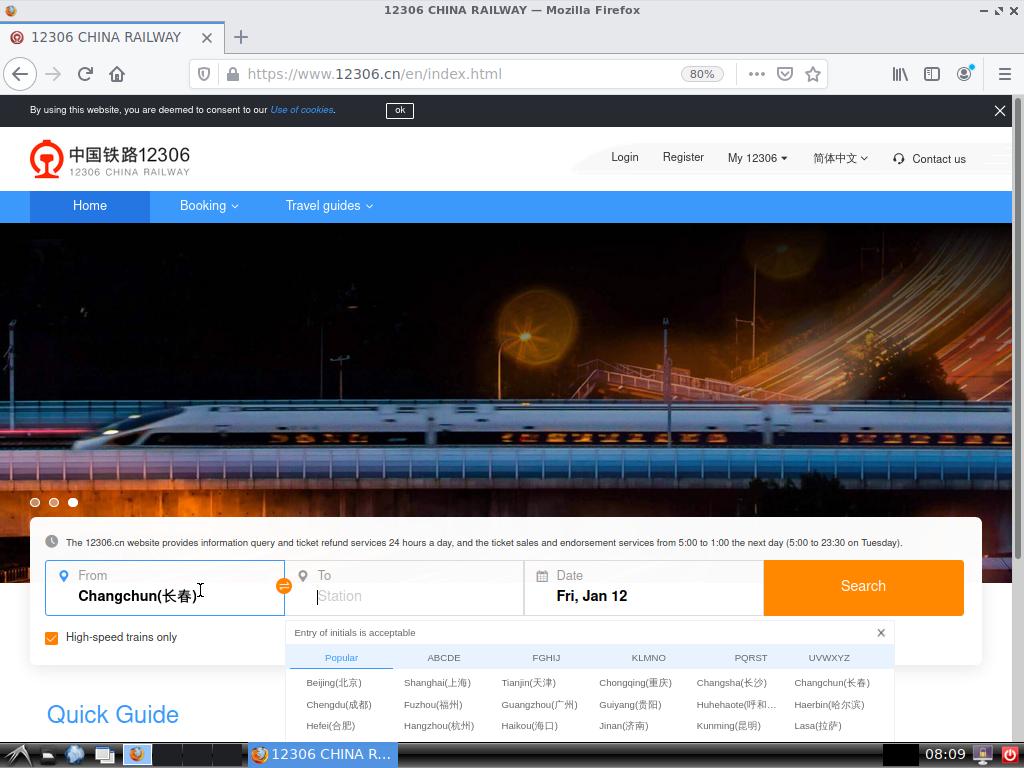 12306 CHINA RAILWAY — Mozilla Firefox
12306 CHINA RAILWAY
https://www.12306.cn/en/index.html
80%
By using this website, you are deemed to consent to our Use of cookies.
ok
中国铁路12306
12306 CHINA RAILWAY
Login
Register
My 12306
简体中文
Contact us
Home
Booking
Travel guides
The 12306.cn website provides information query and ticket refund services 24 hours a day, and the ticket sales and endorsement services from 5:00 to 1:00 the next day (5:00 to 23:30 on Tuesday).
From
Changchun(长春)
To
Station
Date
Fri, Jan 12
Search
High-speed trains only
Entry of initials is acceptable
Popular ABCDE FGHIJ KLMNO PQRST UVWXYZ
Beijing(北京) Shanghai(上海) Tianjin(天津) Chongqing(重庆) Changsha(长沙) Changchun(长春)
Chengdu(成都) Fuzhou(福州) Guangzhou(广州) Guiyang(贵阳) Huhehaote(呼和... Haerbin(哈尔滨)
Hefei(合肥) Hangzhou(杭州) Haikou(海口) Jinan(济南) Kunming(昆明) Lasa(拉萨)
Quick Guide
12306 CHINA R...
08:09